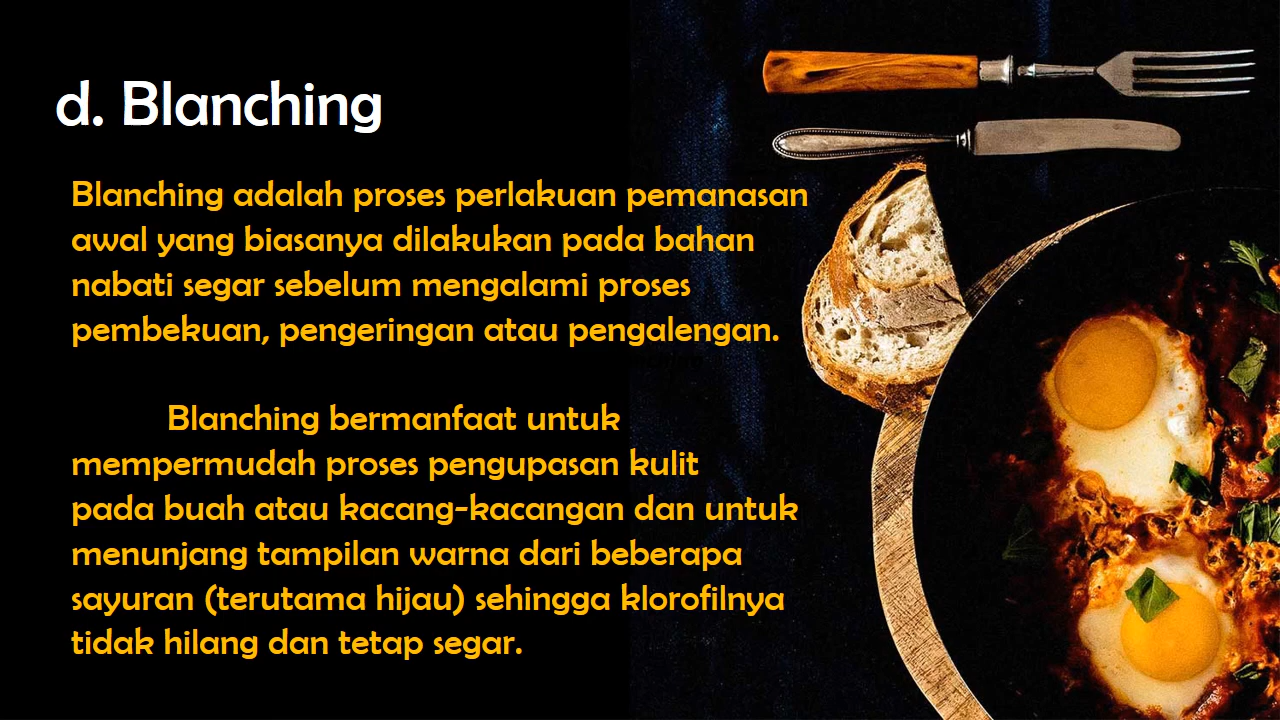 d. Blanching
Blanching adalah proses perlakuan pemanasan
awal yang biasanya dilakukan pada bahan
nabati segar sebelum mengalami proses
pembekuan, pengeringan atau pengalengan.
Blanching bermanfaat untuk
mempermudah proses pengupasan kulit
pada buah atau kacang-kacangan dan untuk
menunjang tampilan warna dari beberapa
sayuran (terutama hijau) sehingga klorofilnya
tidak hilang dan tetap segar.